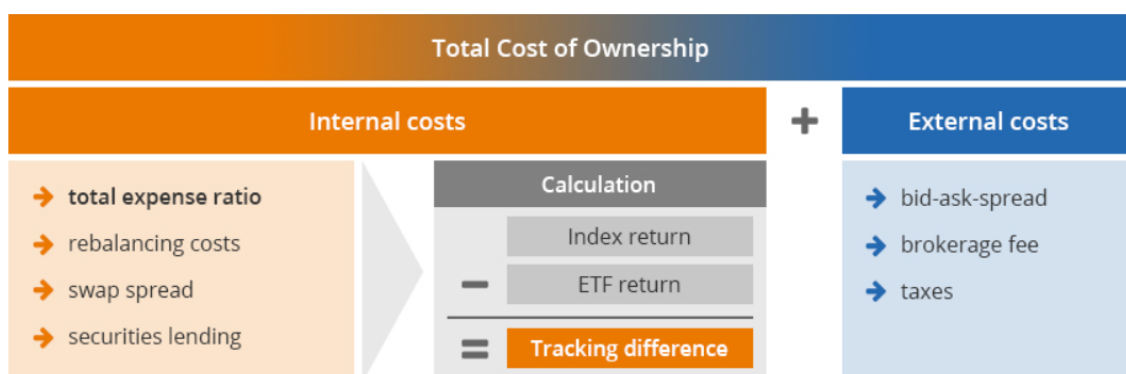 Total Cost of Ownership
Internal costs
+
External costs
total expense ratio
rebalancing costs
swap spread
securities lending
Calculation
Index return
− ETF return
= Tracking difference
bid-ask-spread
brokerage fee
taxes